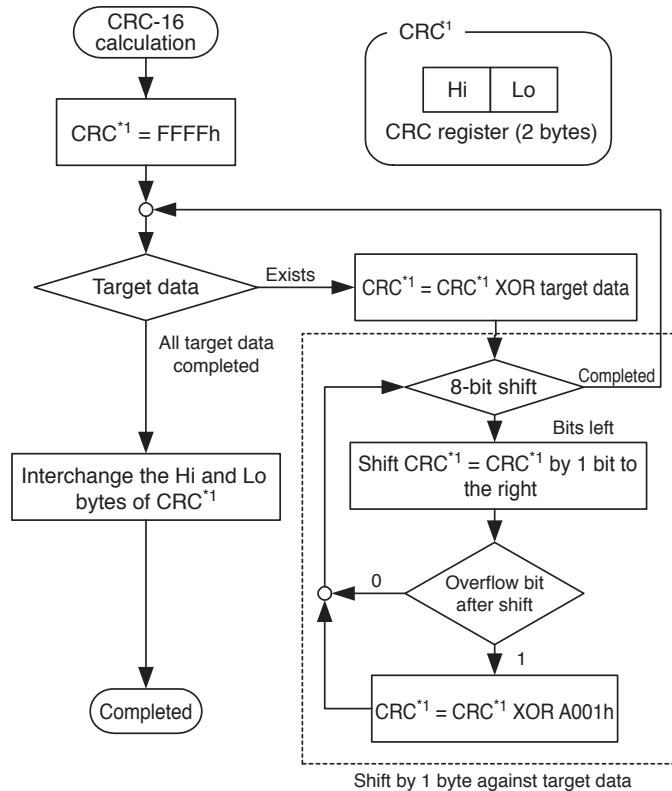 CRC-16
calculation
CRC*1
Hi
Lo
CRC register (2 bytes)
CRC*1 = FFFFh
Target data
Exists
CRC*1 = CRC*1 XOR target data
All target data
completed
8-bit shift
Completed
Bits left
Interchange the Hi and Lo
bytes of CRC*1
Shift CRC*1 = CRC*1 by 1 bit to
the right
0
Overflow bit
after shift
1
Completed
CRC*1 = CRC*1 XOR A001h
Shift by 1 byte against target data